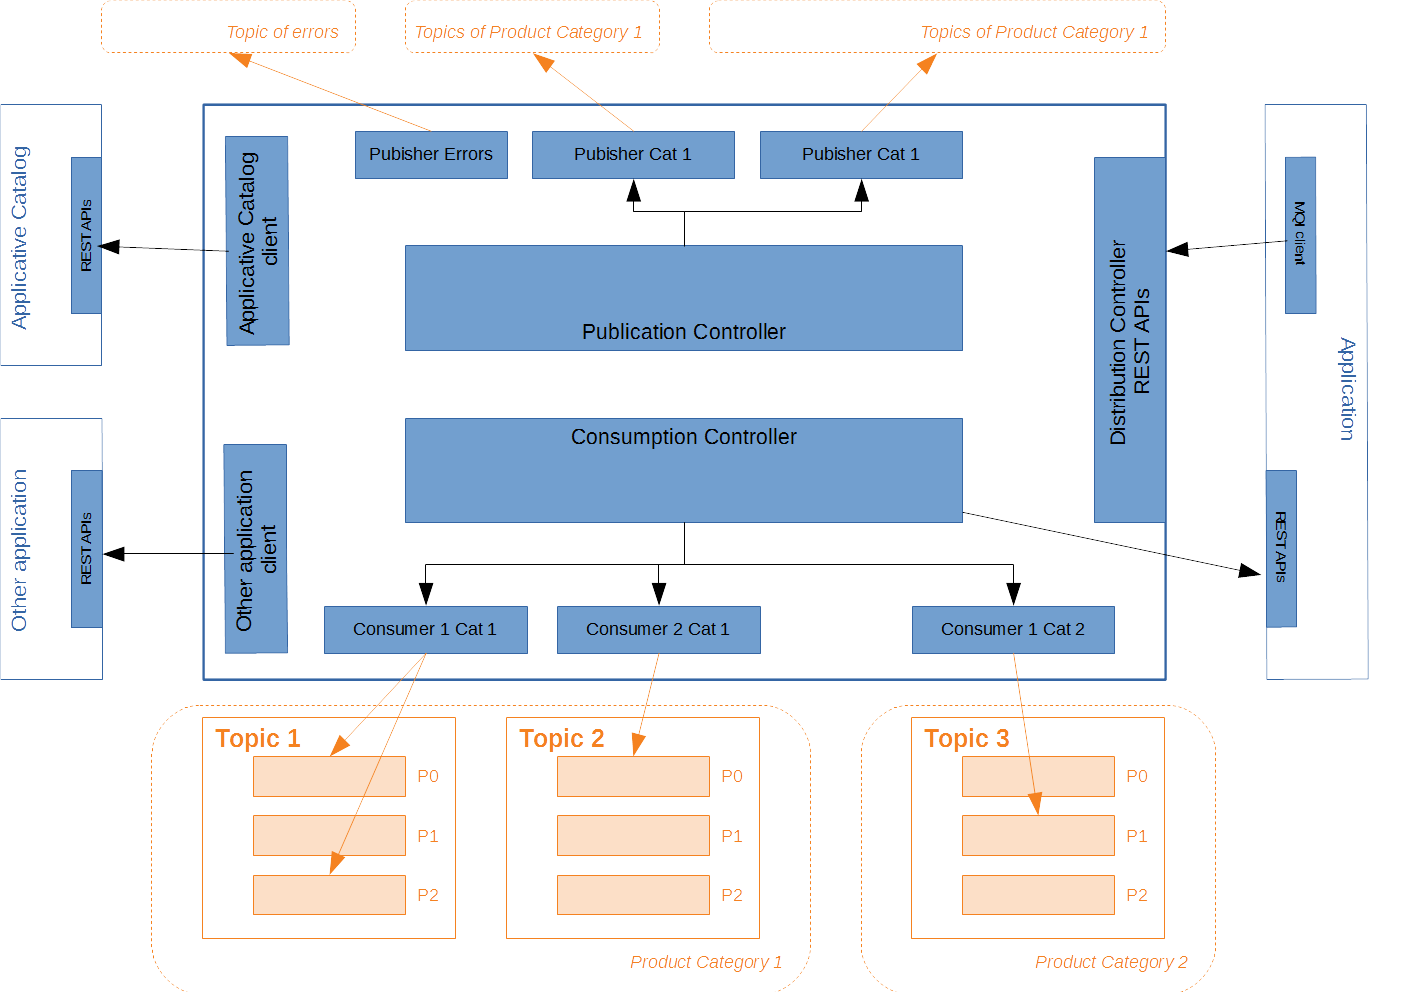 Topic of errors
Topics of Product Category 1
Topics of Product Category 1
Applicative Catalog
REST APIs
Applicative Catalog
client
Pubisher Errors
Pubisher Cat 1
Pubisher Cat 1
Publication Controller
Distribution Controller
REST APIs
MQI client
Application
REST APIs
Other application
REST APIs
Other application
client
Consumption Controller
Consumer 1 Cat 1
Consumer 2 Cat 1
Consumer 1 Cat 2
Topic 1
P0
P1
P2
Topic 2
P0
P1
P2
Product Category 1
Topic 3
P0
P1
P2
Product Category 2